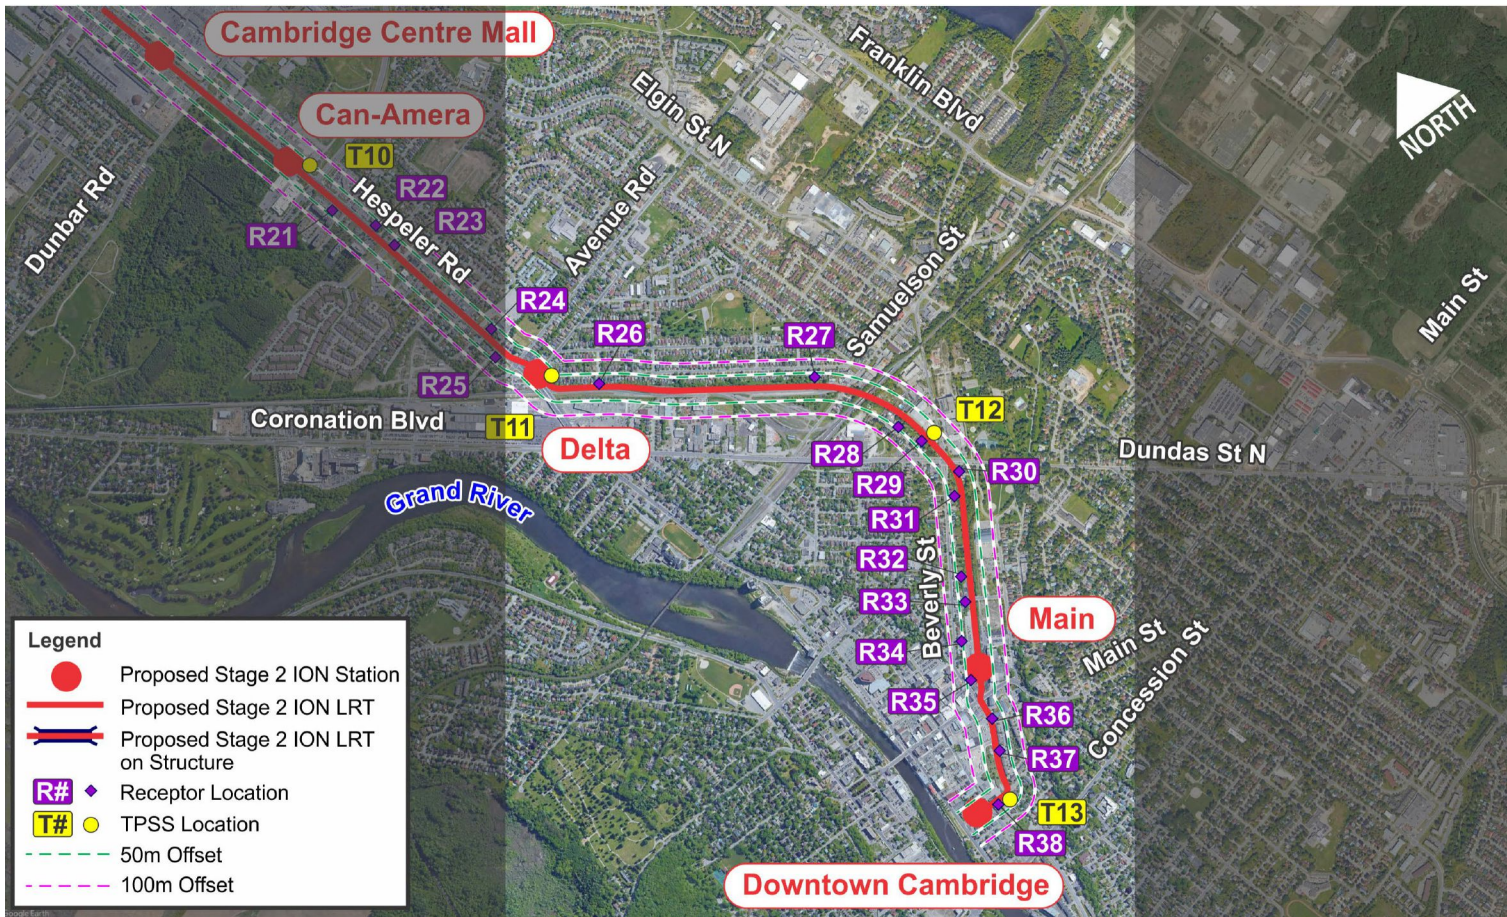 Cambridge Centre Mall
Franklin Blvd
Elgin St N
NORTH
Can-Amera
T10
R22
R23
R21
Hespeler Rd
Dunbar Rd
Avenue Rd
Samuelson St
Main St
R24
R26
R27
R25
Coronation Blvd
T11
Delta
T12
R28
R30
Dundas St N
R29
Grand River
R31
R32
Beverly St
R33
Main
R34
Main St
Concession St
R35
R36
R37
T13
R38
Downtown Cambridge
Legend
Proposed Stage 2 ION Station
Proposed Stage 2 ION LRT
Proposed Stage 2 ION LRT
on Structure
R# Receptor Location
T# TPSS Location
50m Offset
100m Offset
Google Earth